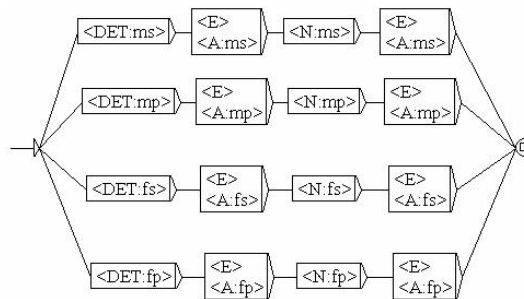 <DET:ms> <E> <N:ms> <E>
<A:ms> <A:ms>
<DET:mp> <E> <N:mp> <E>
<A:mp> <A:mp>
<DET:fs> <E> <N:fs> <E>
<A:fs> <A:fs>
<DET:fp> <E> <N:fp> <E>
<A:fp> <A:fp>